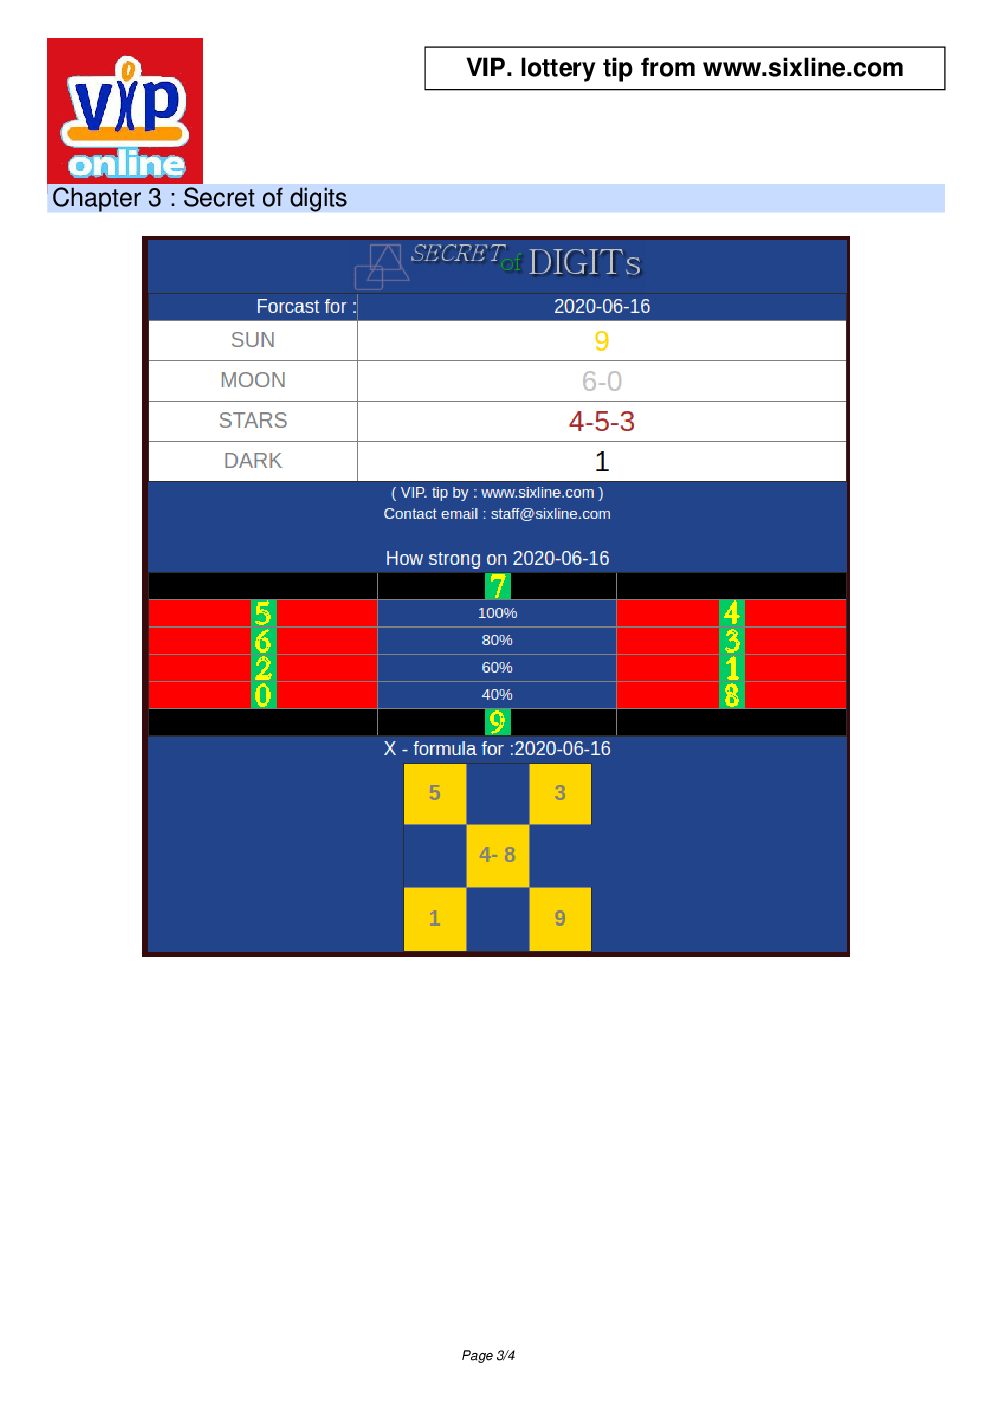 vip
online
VIP. lottery tip from www.sixline.com
Chapter 3 : Secret of digits
SECRET of DIGITs
Forcast for : 2020-06-16
SUN 9
MOON 6-0
STARS 4-5-3
DARK 1
( VIP. tip by : www.sixline.com )
Contact email : staff@sixline.com
How strong on 2020-06-16
7
5 100% 4
6 80% 3
2 60% 1
0 40% 8
9
X - formula for :2020-06-16
5 3
4- 8
1 9
Page 3/4